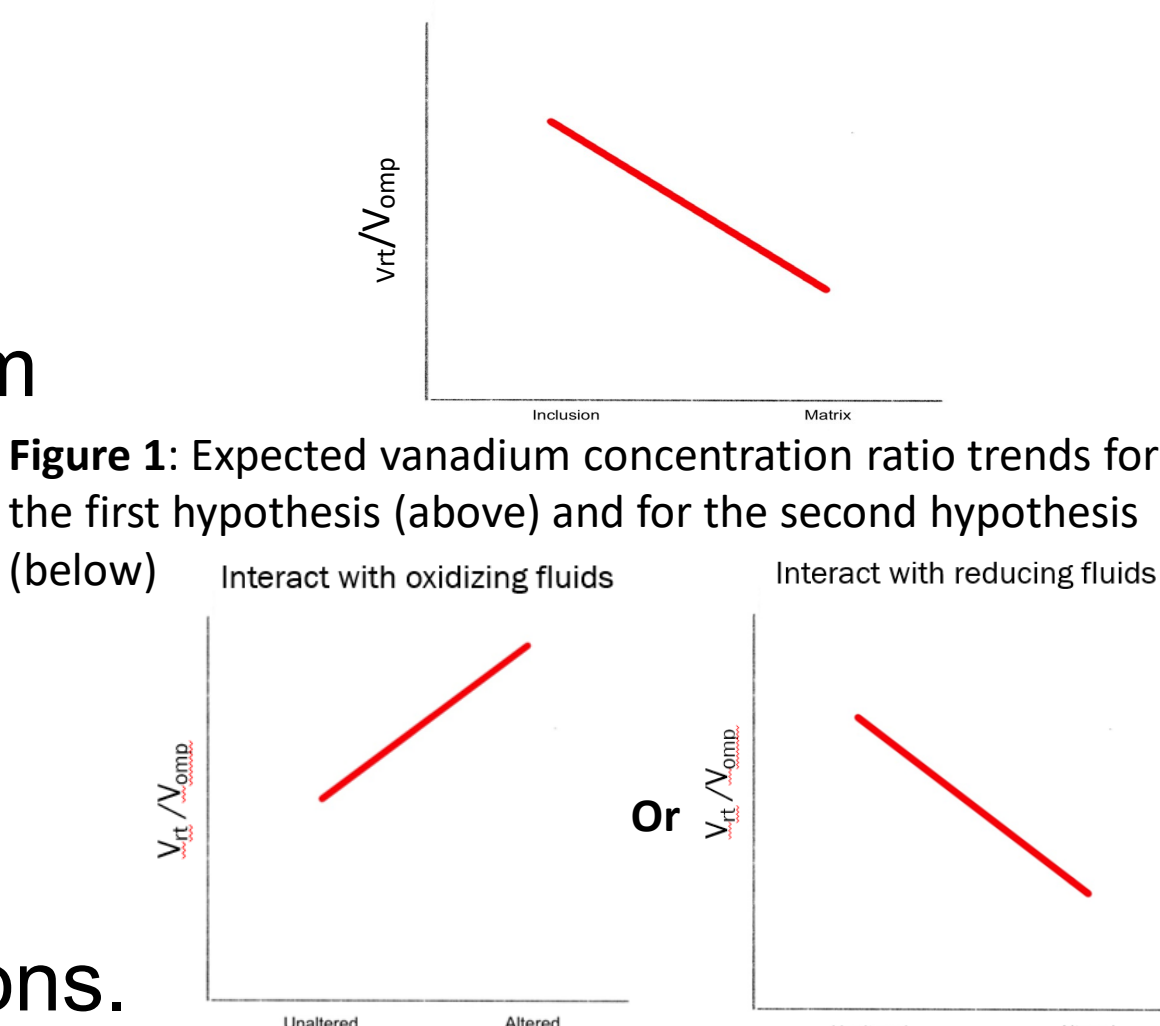 Vrt/Vomp
Inclusion Matrix
m
Figure 1: Expected vanadium concentration ratio trends for
the first hypothesis (above) and for the second hypothesis
(below)
Interact with oxidizing fluids
Interact with reducing fluids
Vrt /Vomp
Or
Vrt /Vomp
ons.
Unaltered Altered